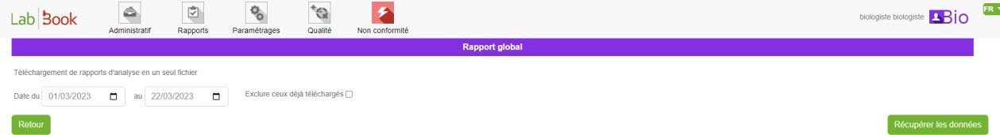 Lab Book
Administratif Rapports Paramétrages Qualité Non conformité
biologiste biologiste Bio
FR
Rapport global
Téléchargement de rapports d'analyse en un seul fichier
Date du 01/03/2023 au 22/03/2023 Exclure ceux déjà téléchargés
Retour Récupérer les données